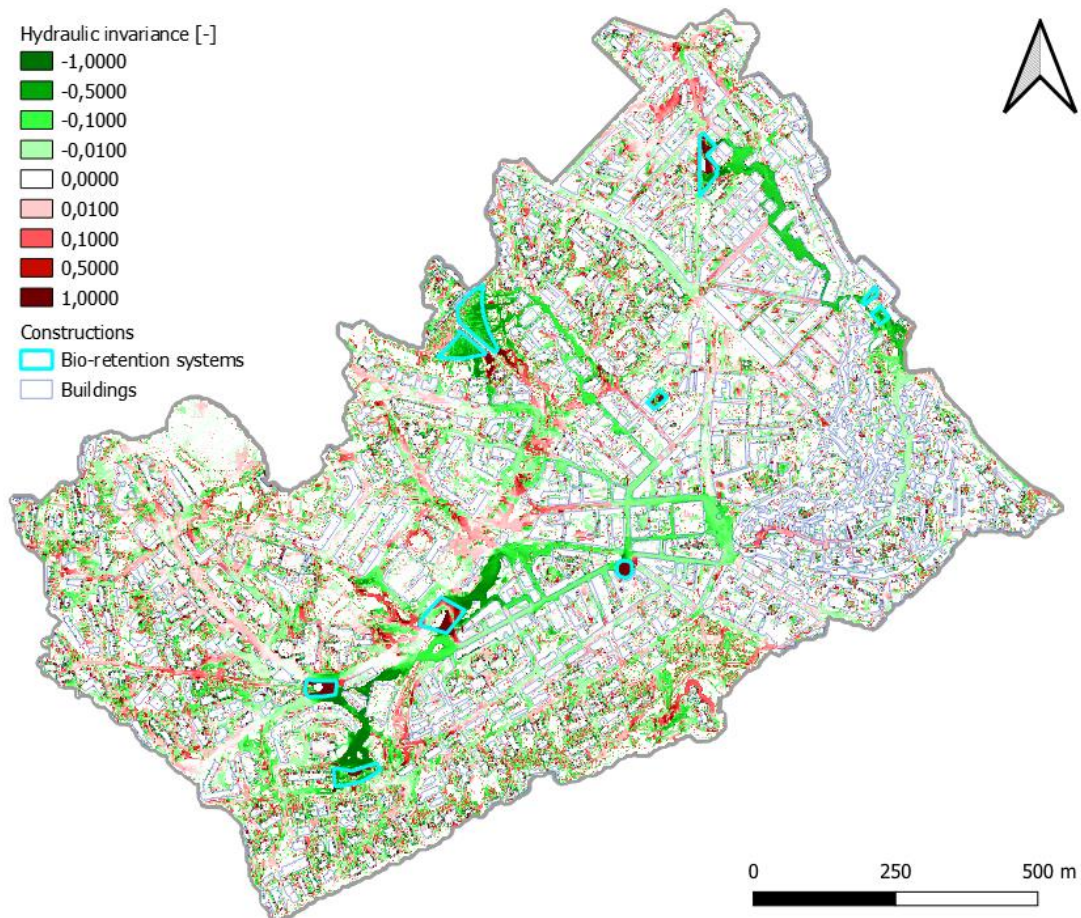 Hydraulic invariance [-]
-1,0000
-0,5000
-0,1000
-0,0100
0,0000
0,0100
0,1000
0,5000
1,0000
Constructions
Bio-retention systems
Buildings
0 250 500 m